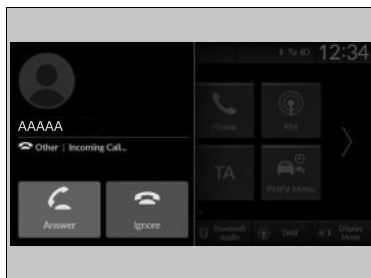 12:34
AAAAA
Other | Incoming Call...
Phone
FM
TA
PHEV Menu
Answer
Ignore
Bluetooth Audio
DAB
Display Mode